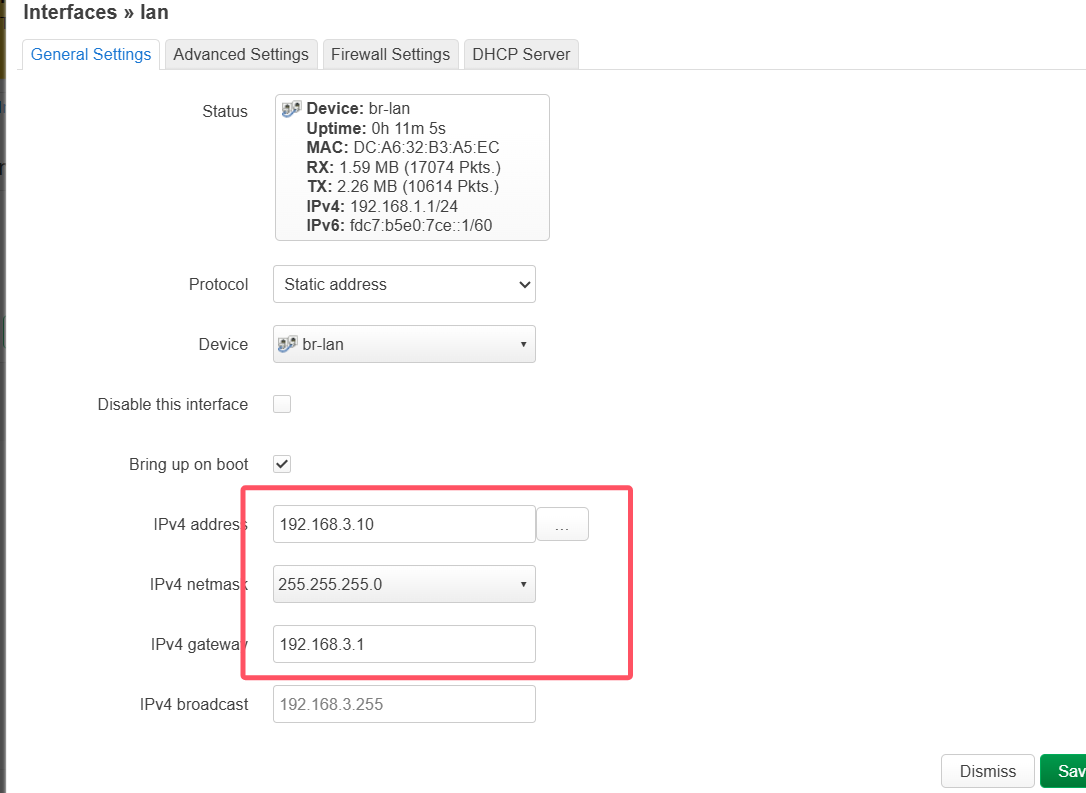 Interfaces » lan
General Settings Advanced Settings Firewall Settings DHCP Server
Status
Device: br-lan
Uptime: 0h 11m 5s
MAC: DC:A6:32:B3:A5:EC
RX: 1.59 MB (17074 Pkts.)
TX: 2.26 MB (10614 Pkts.)
IPv4: 192.168.1.1/24
IPv6: fdc7:b5e0:7ce::1/60
Protocol Static address
Device br-lan
Disable this interface
Bring up on boot
IPv4 address 192.168.3.10 ...
IPv4 netmask 255.255.255.0
IPv4 gateway 192.168.3.1
IPv4 broadcast 192.168.3.255
Dismiss Sav